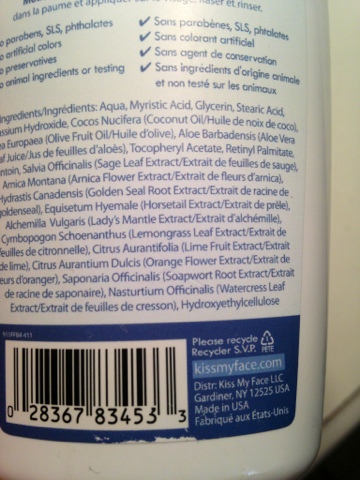 dans la paume et appliquer sur le visage. Raser et rinser.
parabens, SLS, phthalates
artificial colors
preservatives
animal ingredients or testing
✔ Sans parabènes, SLS, phtalates
✔ Sans colorant artificiel
✔ Sans agent de conservation
✔ Sans ingrédients d'origine animale
et non testé sur les animaux
Ingredients/Ingrédients: Aqua, Myristic Acid, Glycerin, Stearic Acid,
assium Hydroxide, Cocos Nucifera (Coconut Oil/Huile de noix de coco),
ea Europaea (Olive Fruit Oil/Huile d'olive), Aloe Barbadensis (Aloe Vera
af Juice/Jus de feuilles d'aloès), Tocopheryl Acetate, Retinyl Palmitate,
ntoin, Salvia Officinalis (Sage Leaf Extract/Extrait de feuilles de sauge),
Arnica Montana (Arnica Flower Extract/Extrait de fleurs d'arnica),
Hydrastis Canadensis (Golden Seal Root Extract/Extrait de racine de
goldenseal), Equisetum Hyemale (Horsetail Extract/Extrait de prêle),
Alchemilla Vulgaris (Lady's Mantle Extract/Extrait d'alchémille),
Cymbopogon Schoenanthus (Lemongrass Leaf Extract/Extrait de
feuilles de citronnelle), Citrus Aurantifolia (Lime Fruit Extract/Extrait
de lime), Citrus Aurantium Dulcis (Orange Flower Extract/Extrait de
eurs d'oranger), Saponaria Officinalis (Soapwort Root Extract/Extrait
de racine de saponaire), Nasturtium Officinalis (Watercress Leaf
Extract/Extrait de feuilles de cresson), Hydroxyethylcellulose
Please recycle
Recycler S.V.P.
PETE
kissmyface.com
Distr: Kiss My Face LLC
Gardiner, NY 12525 USA
Made in USA
Fabriqué aux États-Unis
0 28367 83453 3